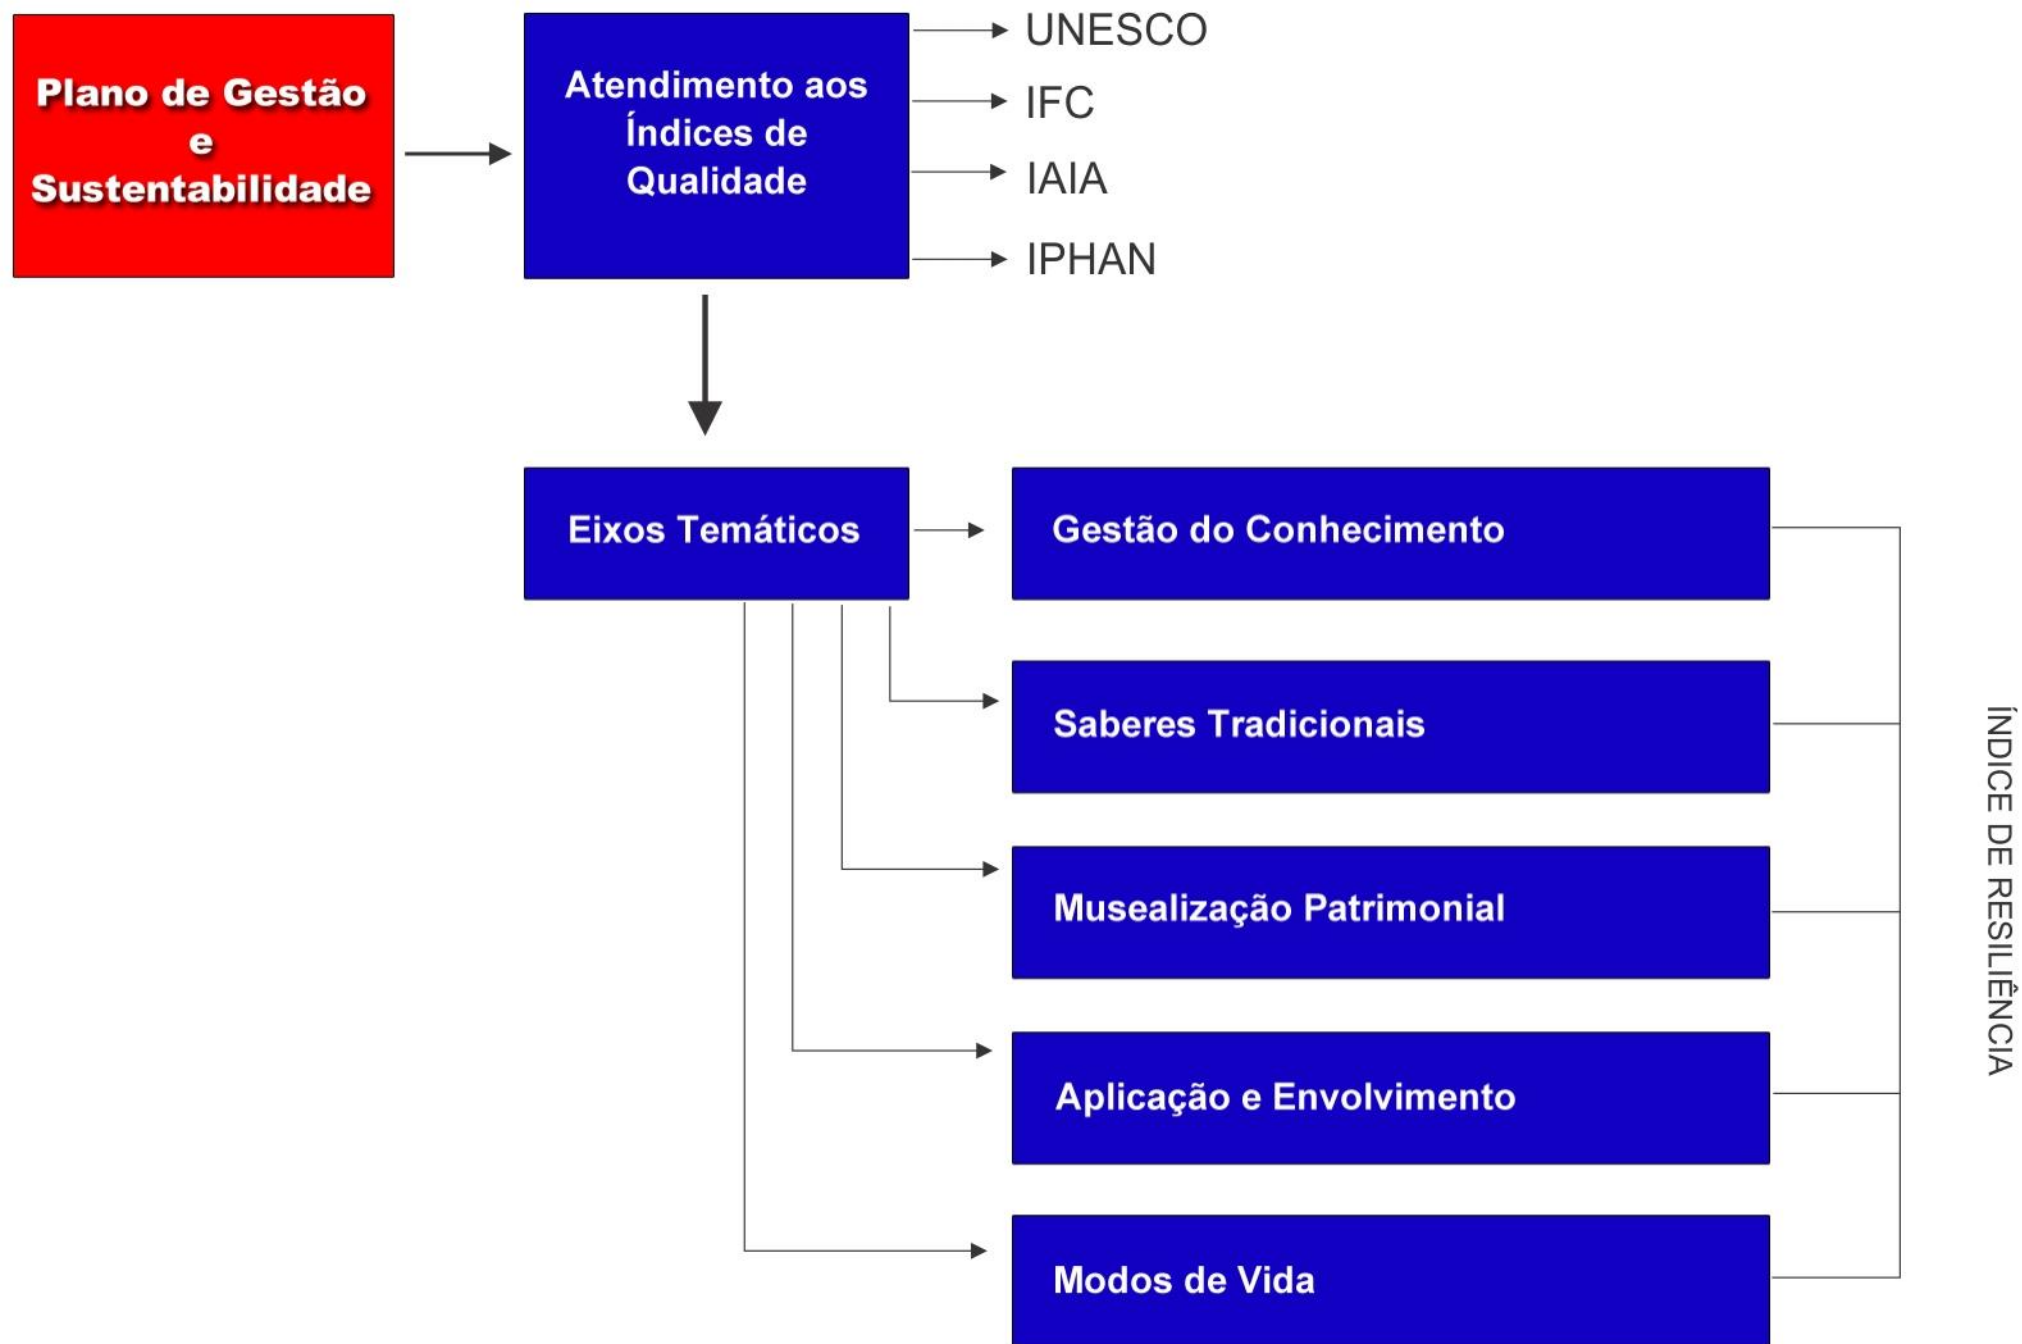 Plano de Gestão
e
Sustentabilidade
Atendimento aos
Índices de
Qualidade
UNESCO
IFC
IAIA
IPHAN
Eixos Temáticos
Gestão do Conhecimento
Saberes Tradicionais
Musealização Patrimonial
Aplicação e Envolvimento
Modos de Vida
ÍNDICE DE RESILIÊNCIA